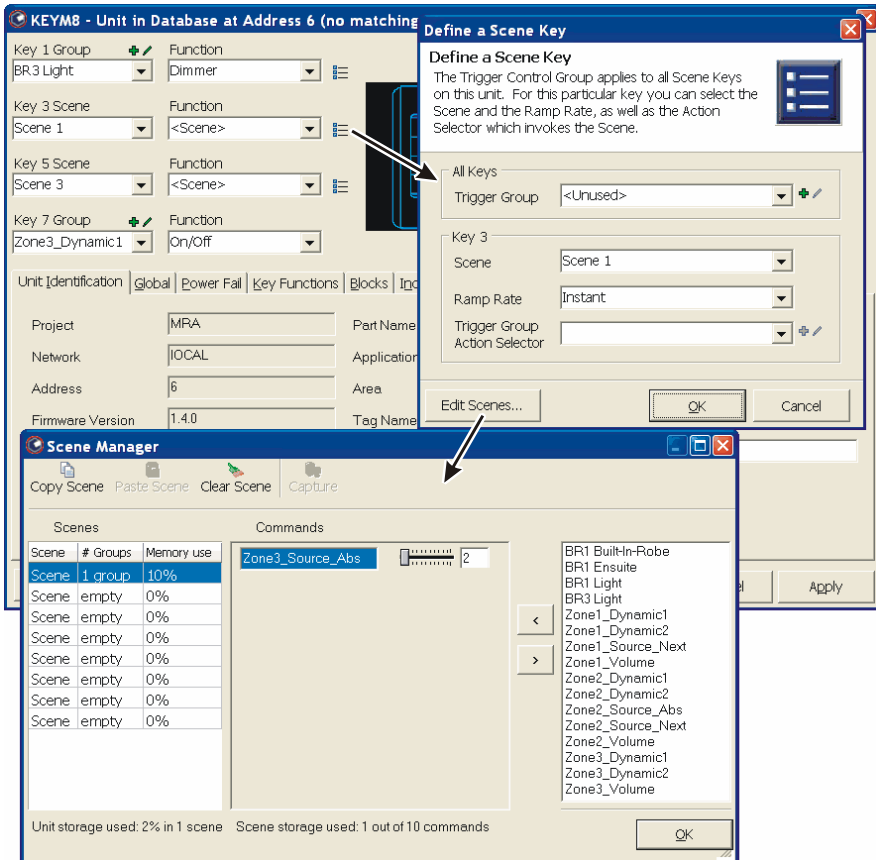 KEYM8 - Unit in Database at Address 6 (no matching
Key 1 Group Function
BR3 Light Dimmer
Key 3 Scene Function
Scene 1 <Scene>
Key 5 Scene Function
Scene 3 <Scene>
Key 7 Group Function
Zone3_Dynamic1 On/Off
Unit Identification Global Power Fail Key Functions Blocks
Project MRA Part Name
Network Application
Address 6 Area
Firmware Version 1.4.0 Tag Name
Apply
Define a Scene Key
Define a Scene Key
The Trigger Control Group applies to all Scene Keys
on this unit. For this particular key you can select the
Scene and the Ramp Rate, as well as the Action
Selector which invokes the Scene.
All Keys
Trigger Group <Unused>
Key 3
Scene Scene 1
Ramp Rate Instant
Trigger Group
Action Selector
Edit Scenes... OK Cancel
Scene Manager
Copy Scene Paste Scene Clear Scene Capture
Scenes Commands
Scene # Groups Memory use
Scene 1 group 10%
Scene empty 0%
Scene empty 0%
Scene empty 0%
Scene empty 0%
Scene empty 0%
Scene empty 0%
Scene empty 0%
Zone3_Source_Abs 2
<
>
BR1 Built-In-Robe
BR1 Ensuite
BR1 Light
BR3 Light
Zone1_Dynamic1
Zone1_Dynamic2
Zone1_Source_Next
Zone1_Volume
Zone2_Dynamic1
Zone2_Dynamic2
Zone2_Source_Abs
Zone2_Source_Next
Zone2_Volume
Zone3_Dynamic1
Zone3_Dynamic2
Zone3_Volume
Unit storage used: 2% in 1 scene Scene storage used: 1 out of 10 commands
OK